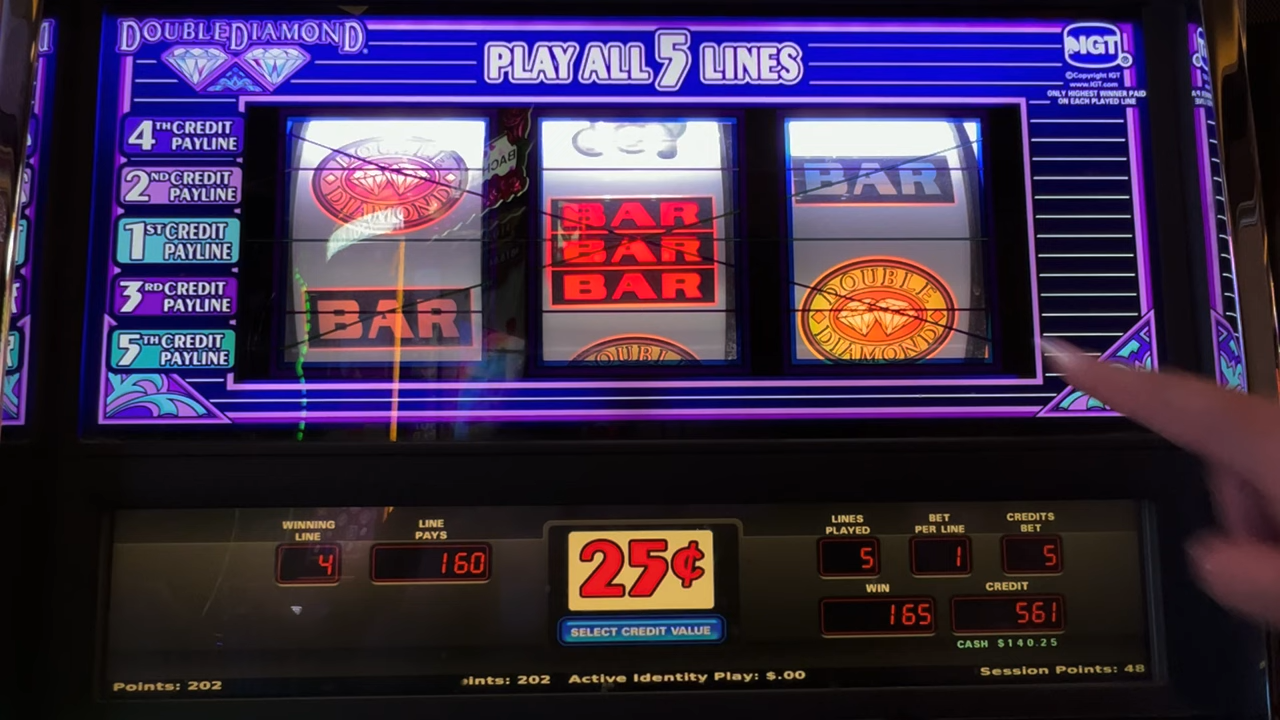 DOUBLE DIAMOND®
PLAY ALL 5 LINES
IGT®
©Copyright IGT
www.IGT.com
ONLY HIGHEST WINNER PAID
ON EACH PLAYED LINE
4TH CREDIT
PAYLINE
2ND CREDIT
PAYLINE
1ST CREDIT
PAYLINE
3RD CREDIT
PAYLINE
5TH CREDIT
PAYLINE
DOUBLE
DIAMOND
BAR
BAR
BAR
BAR
BAR
DOUBLE
DIAMOND
WINNING
LINE
4
LINE
PAYS
160
25¢
SELECT CREDIT VALUE
LINES
PLAYED
5
BET
PER LINE
1
CREDITS
BET
5
WIN
165
CREDIT
561
CASH $140.25
Points: 202
ints: 202
Active Identity Play: $.00
Session Points: 48